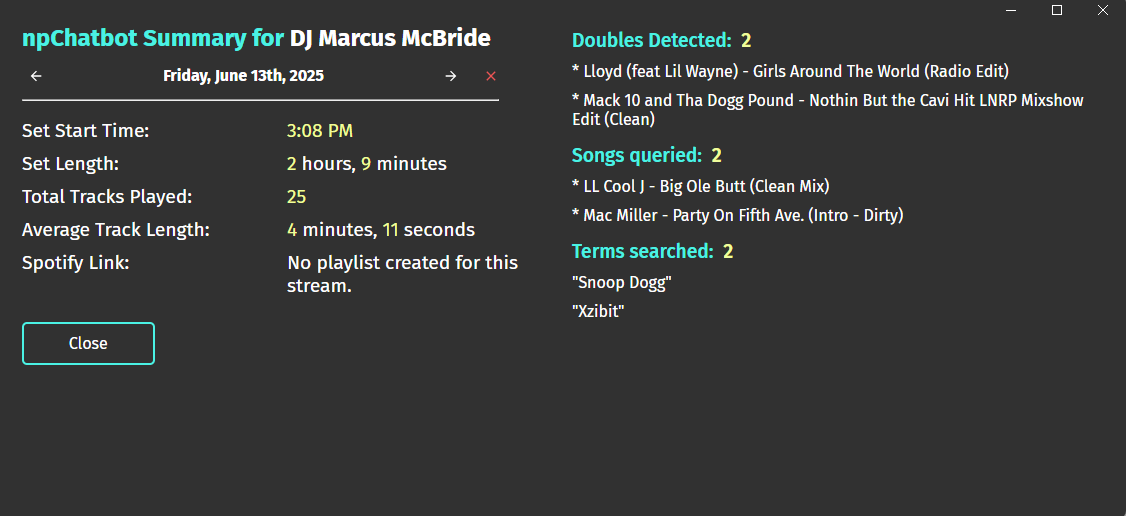 npChatbot Summary for DJ Marcus McBride
Friday, June 13th, 2025
Set Start Time: 3:08 PM
Set Length: 2 hours, 9 minutes
Total Tracks Played: 25
Average Track Length: 4 minutes, 11 seconds
Spotify Link: No playlist created for this
stream.
Close
Doubles Detected: 2
* Lloyd (feat Lil Wayne) - Girls Around The World (Radio Edit)
* Mack 10 and Tha Dogg Pound - Nothin But the Cavi Hit LNRP Mixshow
Edit (Clean)
Songs queried: 2
* LL Cool J - Big Ole Butt (Clean Mix)
* Mac Miller - Party On Fifth Ave. (Intro - Dirty)
Terms searched: 2
"Snoop Dogg"
"Xzibit"